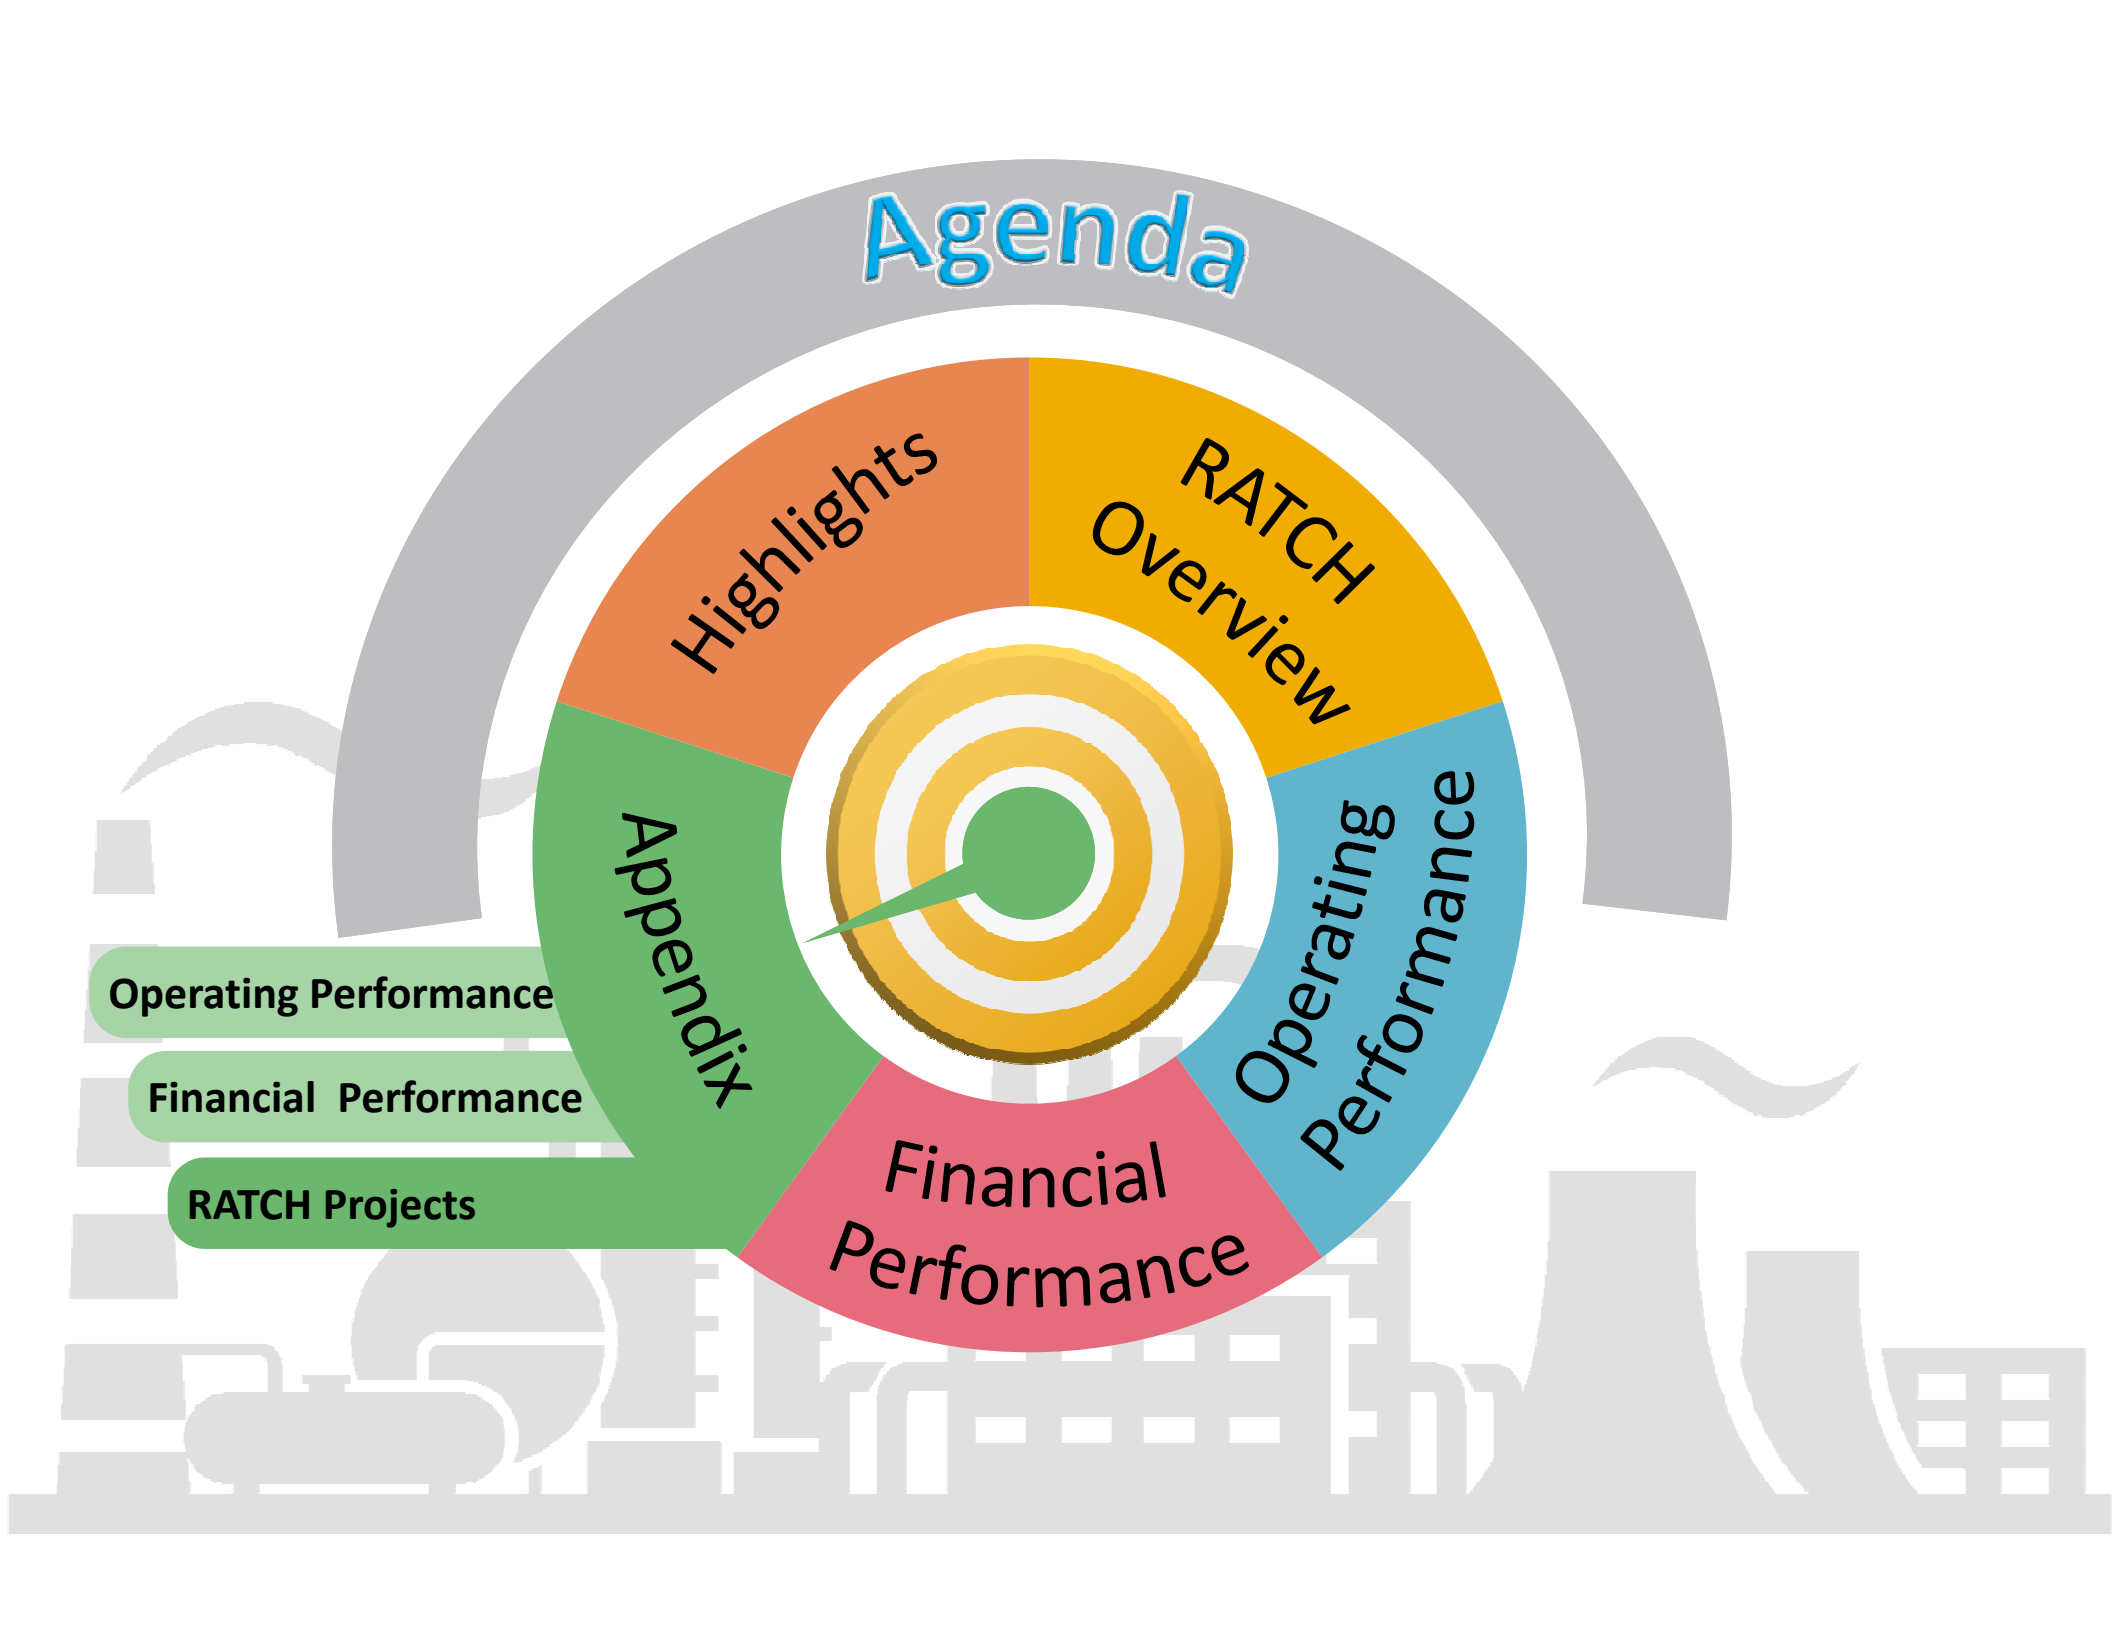 Agenda
Highlights
RATCH
Overview
Operating
Performance
Financial
Performance
Appendix
Operating Performance
Financial  Performance
RATCH Projects